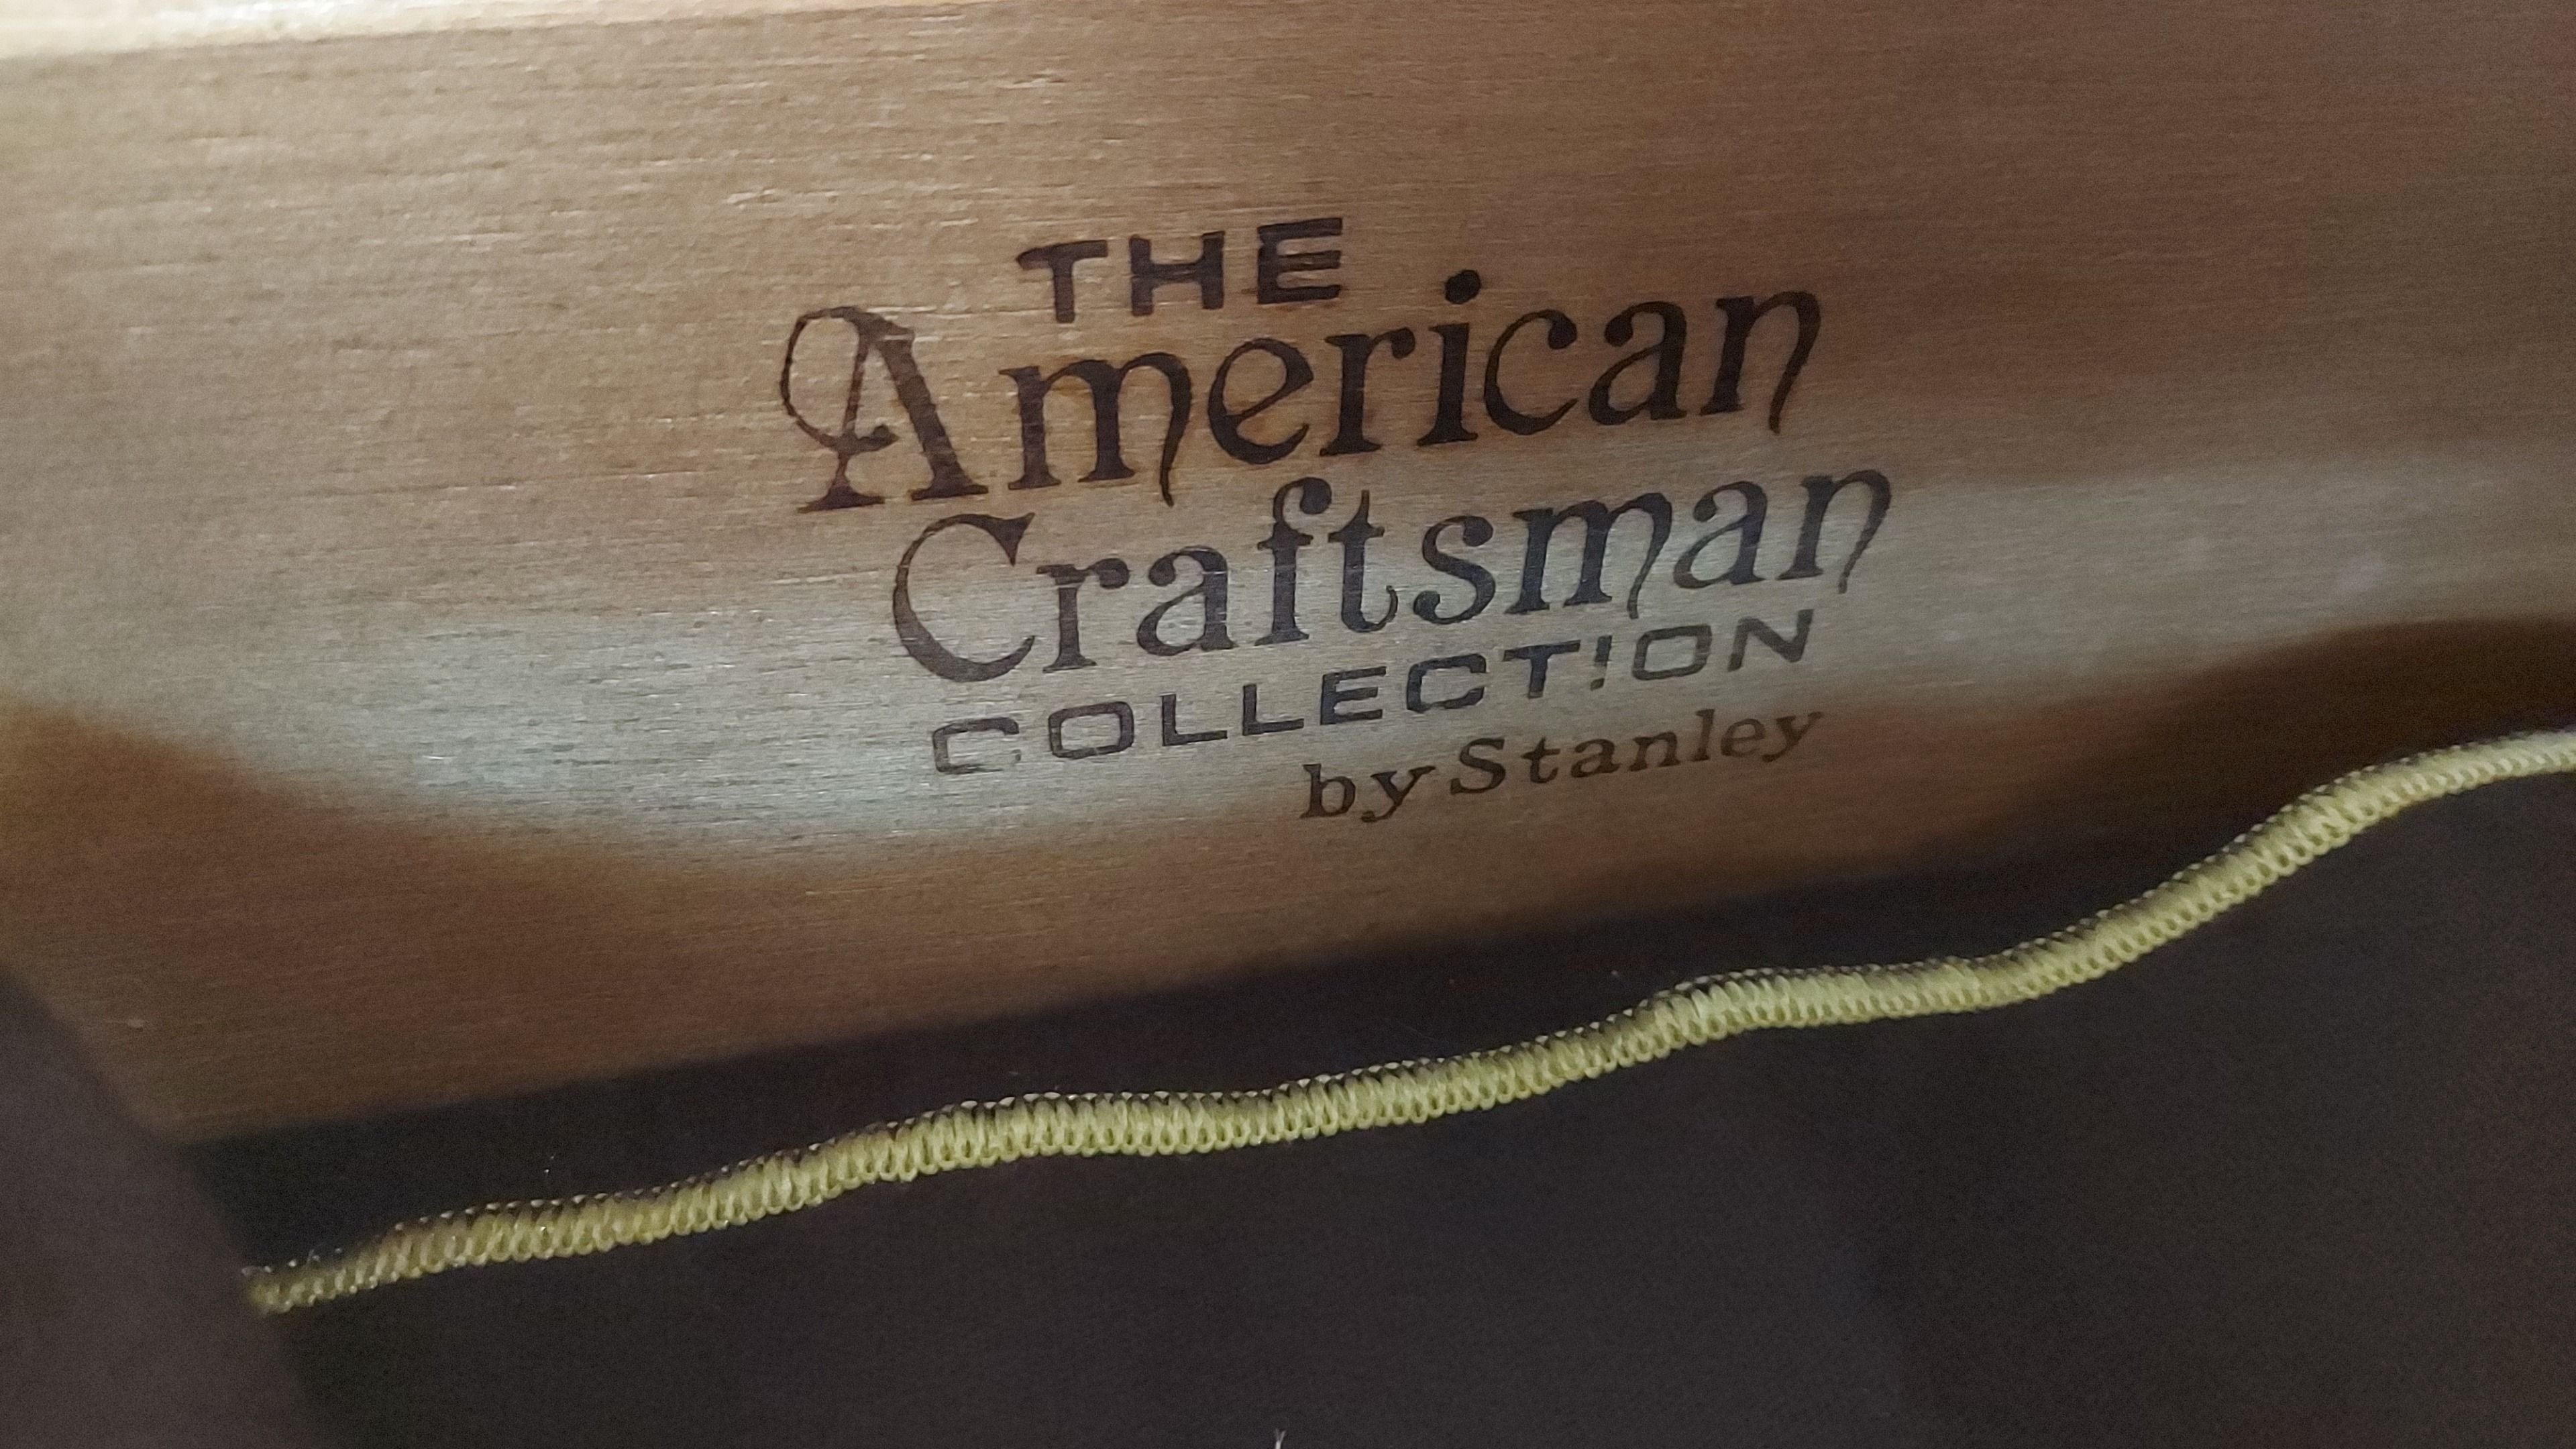 THE
American
Craftsman
COLLECTION
by Stanley